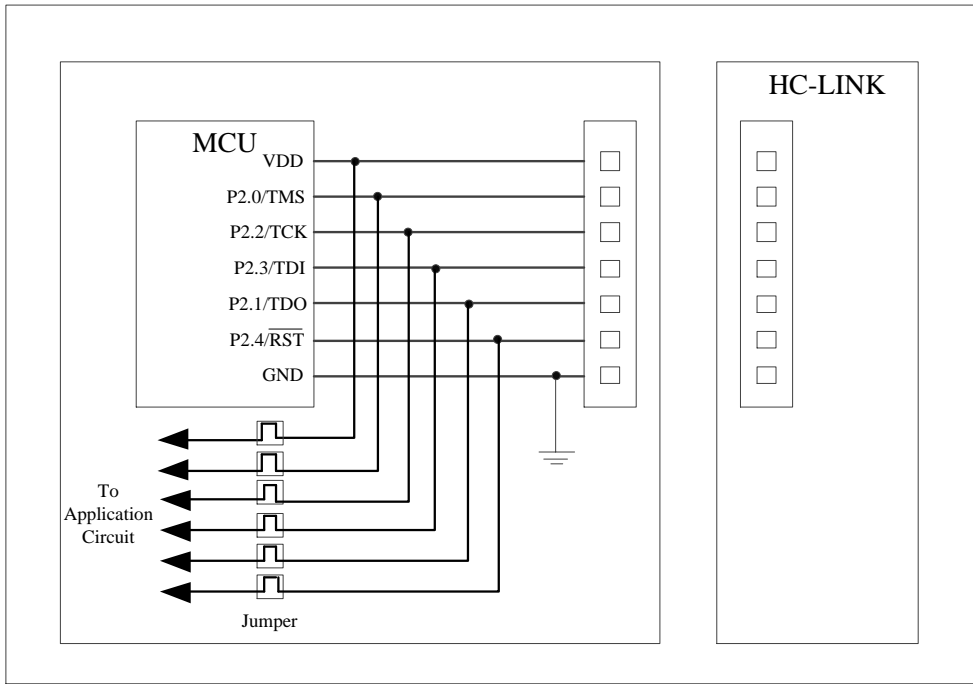 HC-LINK
MCU
VDD
P2.0/TMS
P2.2/TCK
P2.3/TDI
P2.1/TDO
P2.4/R̅S̅T̅
GND
To
Application
Circuit
Jumper